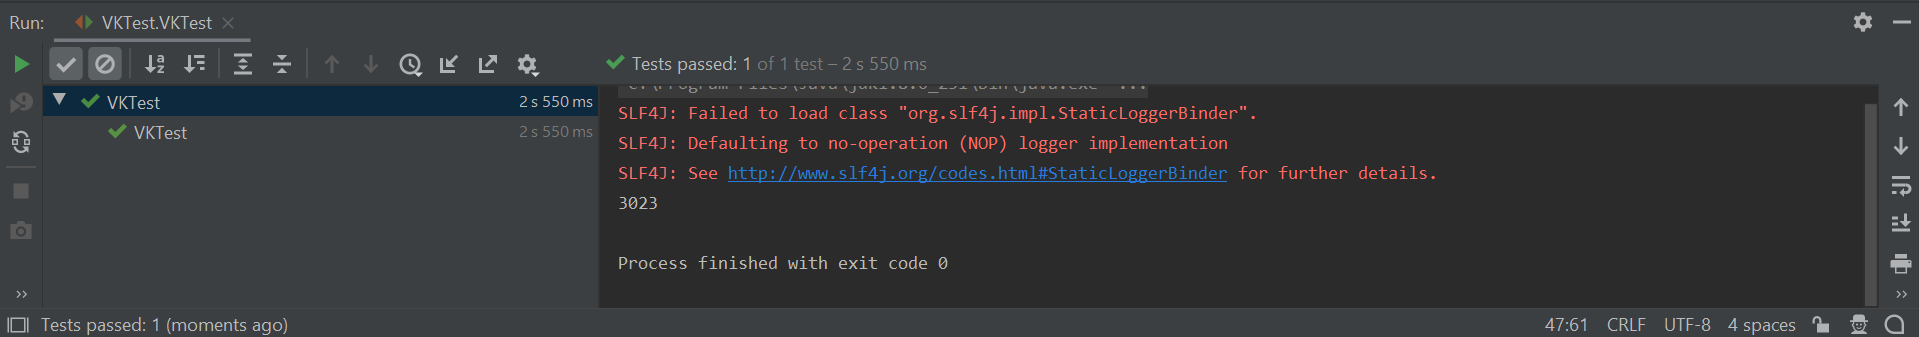 Run: VKTest.VKTest
Tests passed: 1 of 1 test – 2 s 550 ms
VKTest 2 s 550 ms
VKTest 2 s 550 ms
SLF4J: Failed to load class "org.slf4j.impl.StaticLoggerBinder".
SLF4J: Defaulting to no-operation (NOP) logger implementation
SLF4J: See http://www.slf4j.org/codes.html#StaticLoggerBinder for further details.
3023
Process finished with exit code 0
Tests passed: 1 (moments ago) 47:61 CRLF UTF-8 4 spaces